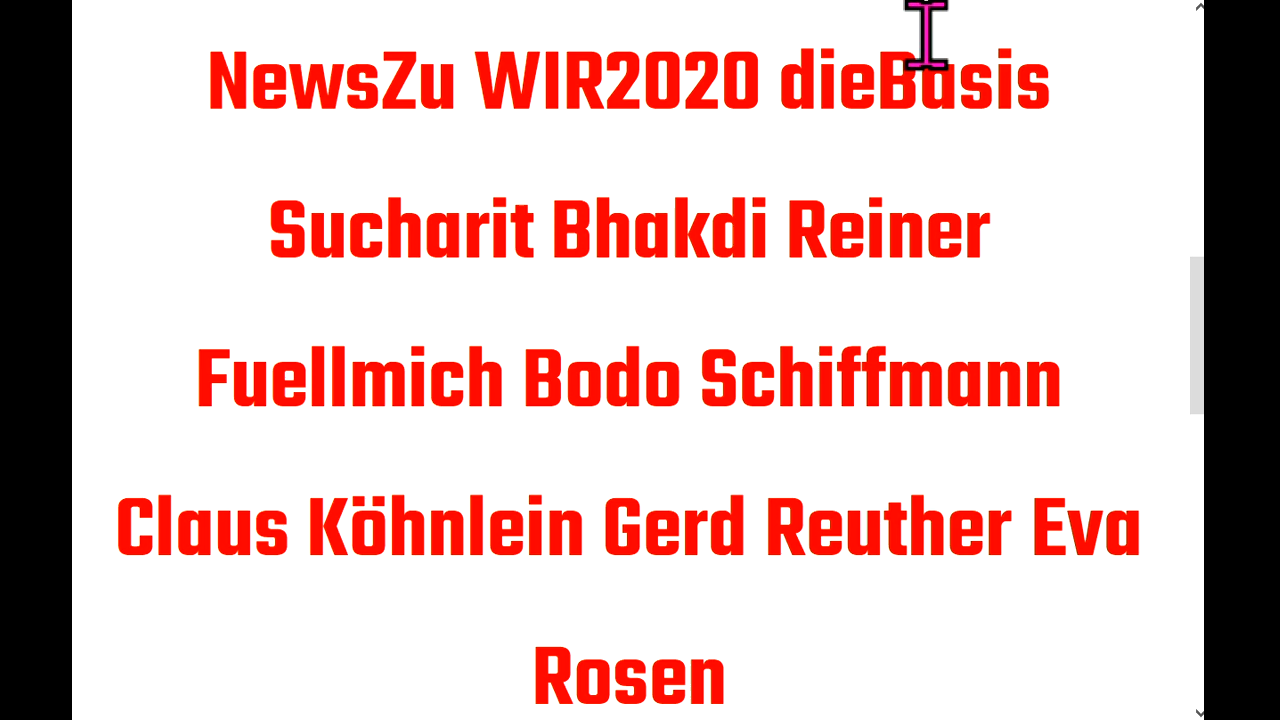 NewsZu WIR2020 dieBasis
Sucharit Bhakdi Reiner
Fuellmich Bodo Schiffmann
Claus Köhnlein Gerd Reuther Eva
Rosen